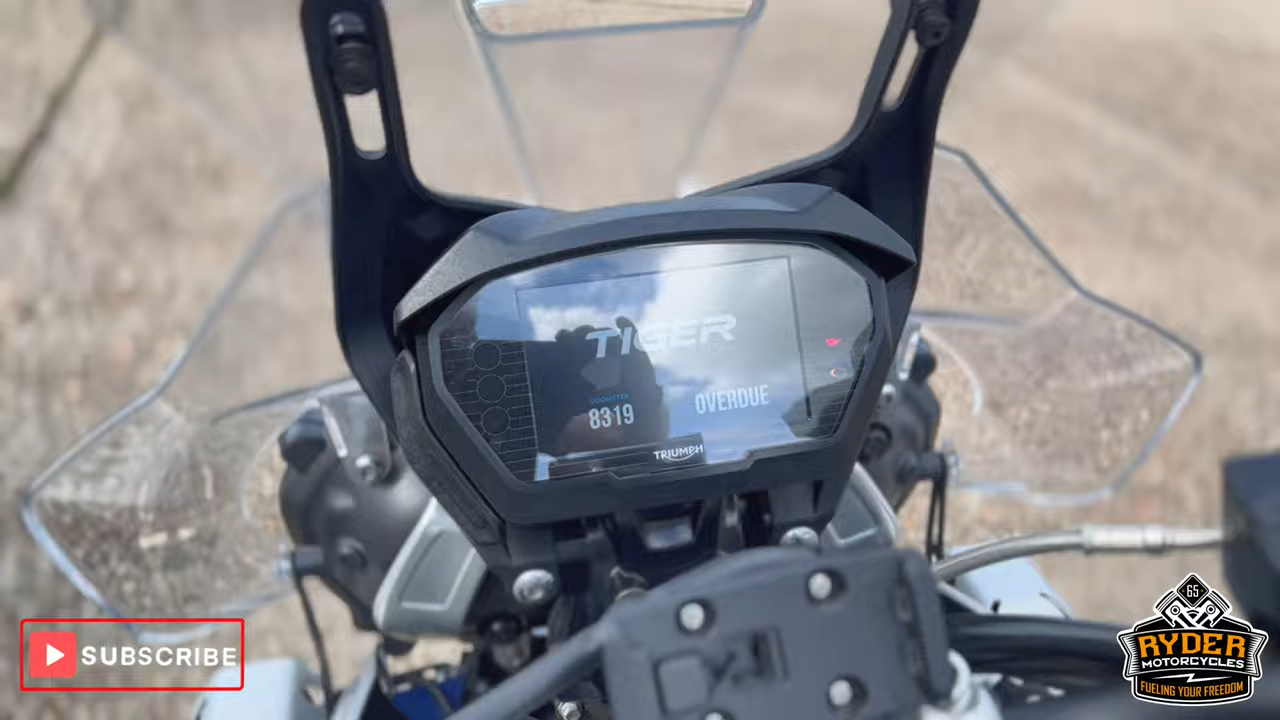 TIGER
ODOMETER
8319
OVERDUE
TRIUMPH
SUBSCRIBE
65
RYDER
MOTORCYCLES
FUELING YOUR FREEDOM